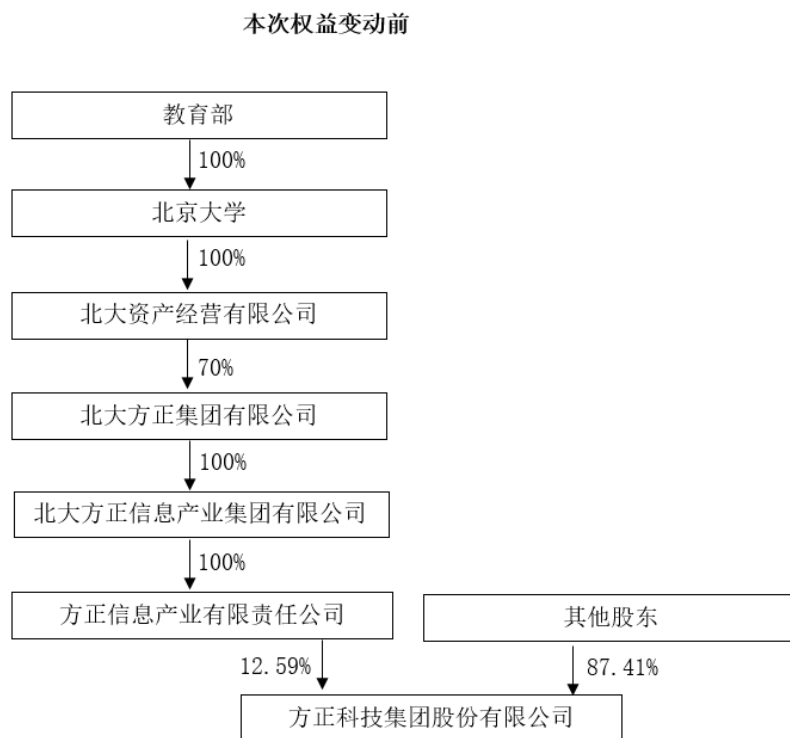 本次权益变动前
教育部
100%
北京大学
100%
北大资产经营有限公司
70%
北大方正集团有限公司
100%
北大方正信息产业集团有限公司
100%
方正信息产业有限责任公司
其他股东
12.59%
87.41%
方正科技集团股份有限公司